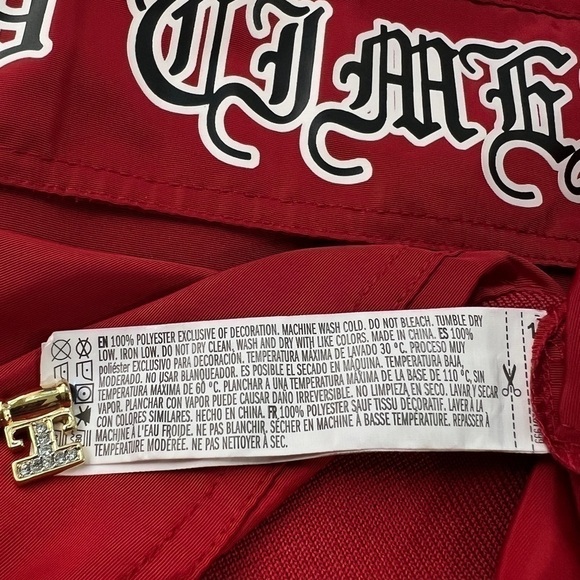 TIMES
EN 100% POLYESTER EXCLUSIVE OF DECORATION. MACHINE WASH COLD. DO NOT BLEACH. TUMBLE DRY
LOW. IRON LOW. DO NOT DRY CLEAN, WASH AND DRY WITH LIKE COLORS. MADE IN CHINA. ES 100%
poliéster EXCLUSIVO PARA DECORACIÓN. TEMPERATURA MÁXIMA DE LAVADO 30 °C. PROCESO MUY
MODERADO. NO USAR BLANQUEADOR. ES POSIBLE EL SECADO EN MÁQUINA. TEMPERATURA BAJA,
TEMPERATURA MÁXIMA DE 60 °C. PLANCHAR A UNA TEMPERATURA MÁXIMA DE LA BASE DE 110 °C, SIN
VAPOR. PLANCHAR CON VAPOR PUEDE CAUSAR DAÑO IRREVERSIBLE. NO LIMPIEZA EN SECO. LAVAR Y SECAR
CON COLORES SIMILARES. HECHO EN CHINA. FR 100% POLYESTER SAUF TISSU DÉCORATIF. LAVER À LA
MACHINE À L'EAU FROIDE. NE PAS BLANCHIR. SÉCHER EN MACHINE À BASSE TEMPÉRATURE. REPASSER À
TEMPÉRATURE MODÉRÉE. NE PAS NETTOYER À SEC.